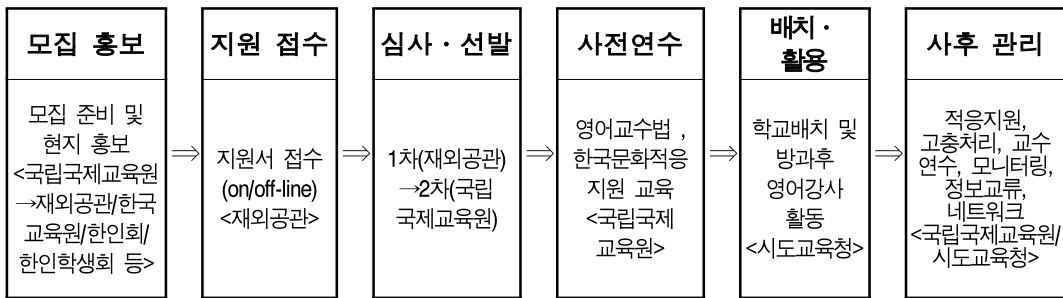 모집 홍보
모집 준비 및
현지 홍보
<국립국제교육원
→재외공관/한국
교육원/한인회/
한인학생회 등>
⇒
지원 접수
지원서 접수
(on/off-line)
<재외공관>
⇒
심사 · 선발
1차(재외공관)
→2차(국립
국제교육원)
⇒
사전연수
영어교수법 ,
한국문화적응
지원 교육
<국립국제
교육원>
⇒
배치 ·
활용
학교배치 및
방과후
영어강사
활동
<시도교육청>
⇒
사후 관리
적응지원,
고충처리, 교수
연수, 모니터링,
정보교류,
네트워크
<국립국제교육원/
시도교육청>